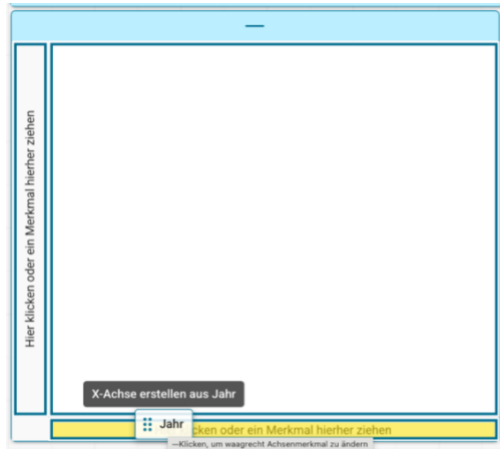 Hier klicken oder ein Merkmal hierher ziehen
X-Achse erstellen aus Jahr
Jahr
cken oder ein Merkmal hierher ziehen
—Klicken, um waagrecht Achsenmerkmal zu ändern